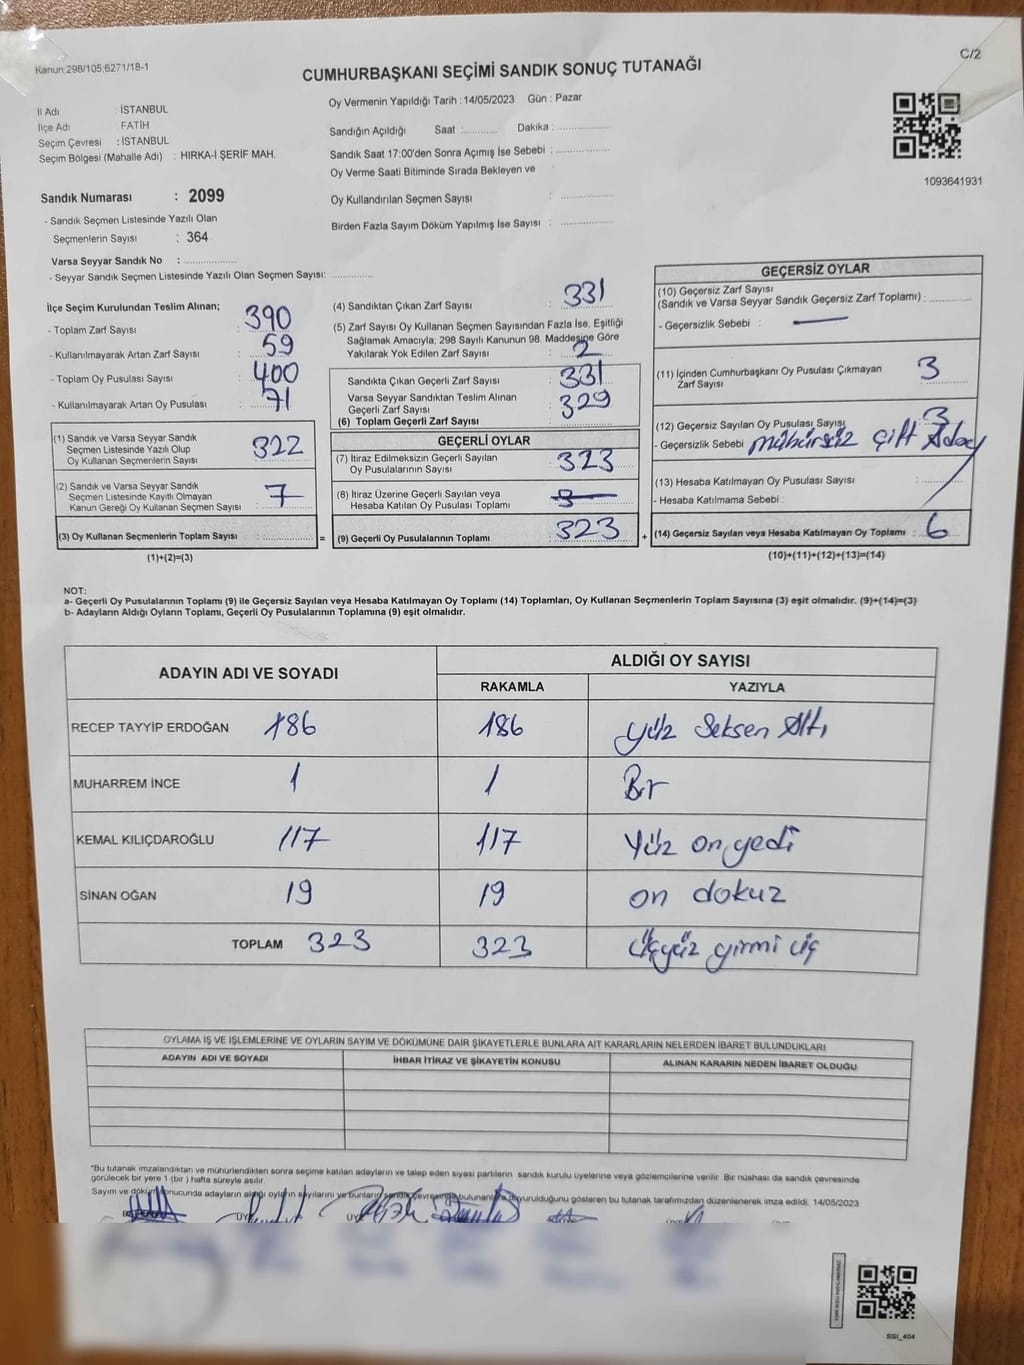 Kanun:298/105;6271/18-1
C/2
CUMHURBAŞKANI SEÇİMİ SANDIK SONUÇ TUTANAĞI
İl Adı : İSTANBUL
İlçe Adı FATİH
Seçim Çevresi : İSTANBUL
Seçim Bölgesi (Mahalle Adı) : HIRKA-İ ŞERİF MAH.
Sandık Numarası : 2099
- Sandık Seçmen Listesinde Yazılı Olan
Seçmenlerin Sayısı : 364
Varsa Seyyar Sandık No :
- Seyyar Sandık Listesinde Yazılı Olan Seçmen Sayısı:
Oy Vermenin Yapıldığı Tarih :14/05/2023 Gün : Pazar
Sandığın Açıldığı Saat : Dakika :
Sandık Saat 17:00'den Sonra Açımış İse Sebebi :
Oy Verme Saati Bitiminde Sırada Bekleyen ve
Oy Kullandırılan Seçmen Sayısı :
Birden Fazla Sayım Döküm Yapılmış İse Sayısı :
1093641931
İlçe Seçim Kurulundan Teslim Alınan;
- Toplam Zarf Sayısı : 390
- Kullanılmayarak Artan Zarf Sayısı : 59
- Toplam Oy Pusulası Sayısı : 400
- Kullanılmayarak Artan Oy Pusulası : 71
(1) Sandık ve Varsa Seyyar Sandık
Seçmen Listesinde Yazılı Olup
Oy Kullanan Seçmenlerin Sayısı : 322
(2) Sandık ve Varsa Seyyar Sandık
Seçmen Listesinde Kayıtlı Olmayan
Kanun Gereği Oy Kullanan Seçmen Sayısı : 7
(3) Oy Kullanan Seçmenlerin Toplam Sayısı : =
(1)+(2)=(3)
(4) Sandıktan Çıkan Zarf Sayısı : 331
(5) Zarf Sayısı Oy Kullanan Seçmen Sayısından Fazla İse, Eşitliği
Sağlamak Amacıyla; 298 Sayılı Kanunun 98. Maddesine Göre
Yakılarak Yok Edilen Zarf Sayısı : 2
Sandıkta Çıkan Geçerli Zarf Sayısı : 331
Varsa Seyyar Sandıktan Teslim Alınan
Geçerli Zarf Sayısı : 329
(6) Toplam Geçerli Zarf Sayısı
GEÇERLİ OYLAR
(7) İtiraz Edilmeksizin Geçerli Sayılan
Oy Pusulalarının Sayısı : 323
(8) İtiraz Üzerine Geçerli Sayılan veya
Hesaba Katılan Oy Pusulası Toplamı :
(9) Geçerli Oy Pusulalarının Toplamı : 323 +
GEÇERSİZ OYLAR
(10) Geçersiz Zarf Sayısı
(Sandık ve Varsa Seyyar Sandık Geçersiz Zarf Toplamı) :
- Geçersizlik Sebebi : —
(11) İçinden Cumhurbaşkanı Oy Pusulası Çıkmayan
Zarf Sayısı : 3
(12) Geçersiz Sayılan Oy Pusulası Sayısı : 3
- Geçersizlik Sebebi mühürsüz çift Aday
(13) Hesaba Katılmayan Oy Pusulası Sayısı :
- Hesaba Katılmama Sebebi :
(14) Geçersiz Sayılan veya Hesaba Katılmayan Oy Toplamı : 6
(10)+(11)+(12)+(13)=(14)
NOT:
a- Geçerli Oy Pusulalarının Toplamı (9) ile Geçersiz Sayılan veya Hesaba Katılmayan Oy Toplamı (14) Toplamları, Oy Kullanan Seçmenlerin Toplam Sayısına (3) eşit olmalıdır. (9)+(14)=(3)
b- Adayların Aldığı Oyların Toplamı, Geçerli Oy Pusulalarının Toplamına (9) eşit olmalıdır.
ADAYIN ADI VE SOYADI ALDIĞI OY SAYISI
RAKAMLA YAZIYLA
RECEP TAYYİP ERDOĞAN 186 186 yüz Seksen Altı
MUHARREM İNCE 1 1 Bir
KEMAL KILIÇDAROĞLU 117 117 Yüz on yedi
SİNAN OĞAN 19 19 on dokuz
TOPLAM 323 323 üçyüz yirmi üç
OYLAMA İŞ VE İŞLEMLERİNE VE OYLARIN SAYIM VE DÖKÜMÜNE DAİR ŞİKAYETLERLE BUNLARA AİT KARARLARIN NELERDEN İBARET BULUNDUKLARI
ADAYIN ADI VE SOYADI İHBAR İTİRAZ VE ŞİKAYETİN KONUSU ALINAN KARARIN NEDEN İBARET OLDUĞU
*Bu tutanak imzalandıktan ve mühürlendikten sonra seçime katılan adayların ve talep eden siyasi partilerin sandık kurulu üyelerine veya gözlemcilerine verilir. Bir nüshası da sandık çevresinde
görülecek bir yere 1 (bir ) hafta süreyle asılır.
Sayım ve döküm sonucunda adayların aldığı oyların sayılarını ve bunların sandık çevresinde bulunanlara duyurulduğunu gösteren bu tutanak tarafımızdan düzenlenerek imza edildi. 14/05/2023
SSİ_404